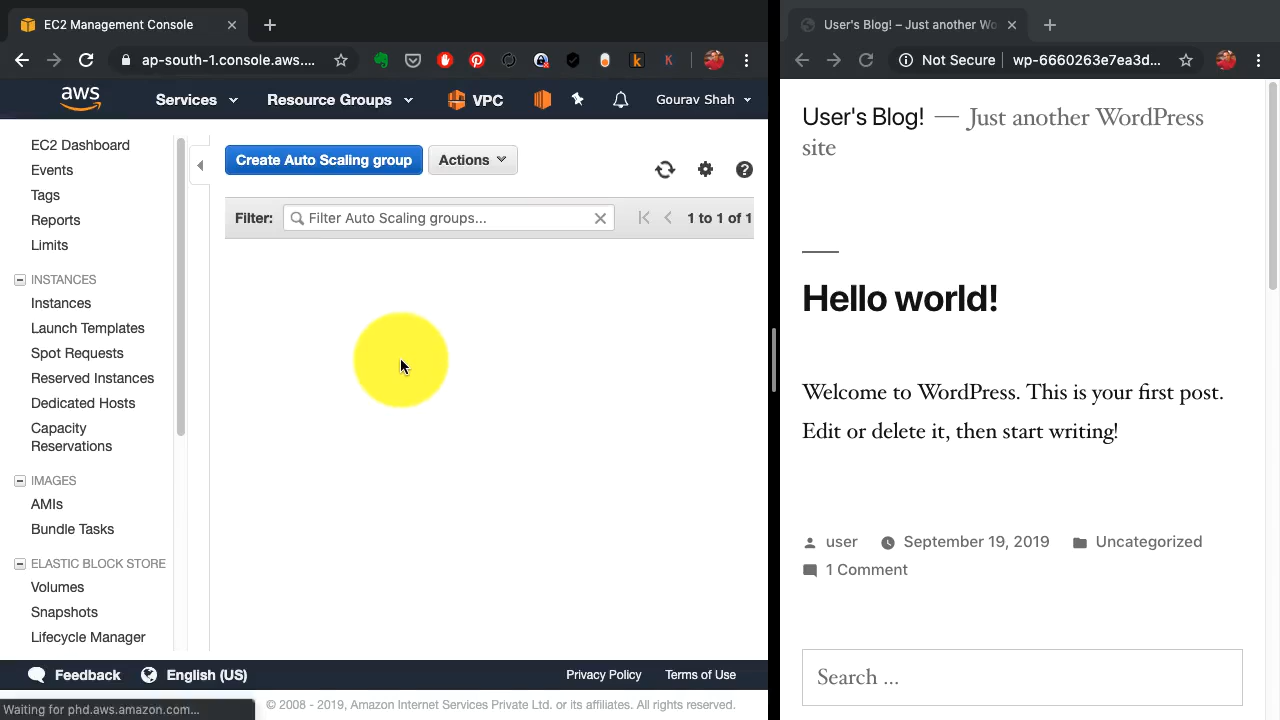 EC2 Management Console
ap-south-1.console.aws....
aws
Services
Resource Groups
VPC
Gourav Shah
EC2 Dashboard
Events
Tags
Reports
Limits
INSTANCES
Instances
Launch Templates
Spot Requests
Reserved Instances
Dedicated Hosts
Capacity
Reservations
IMAGES
AMIs
Bundle Tasks
ELASTIC BLOCK STORE
Volumes
Snapshots
Lifecycle Manager
Create Auto Scaling group
Actions
Filter:
Filter Auto Scaling groups...
1 to 1 of 1
Feedback
English (US)
Privacy Policy
Terms of Use
Waiting for phd.aws.amazon.com...
© 2008 - 2019, Amazon Internet Services Private Ltd. or its affiliates. All rights reserved.
User's Blog! – Just another Wo
Not Secure
wp-6660263e7ea3d...
User's Blog! — Just another WordPress
site
Hello world!
Welcome to WordPress. This is your first post.
Edit or delete it, then start writing!
user
September 19, 2019
Uncategorized
1 Comment
Search ...